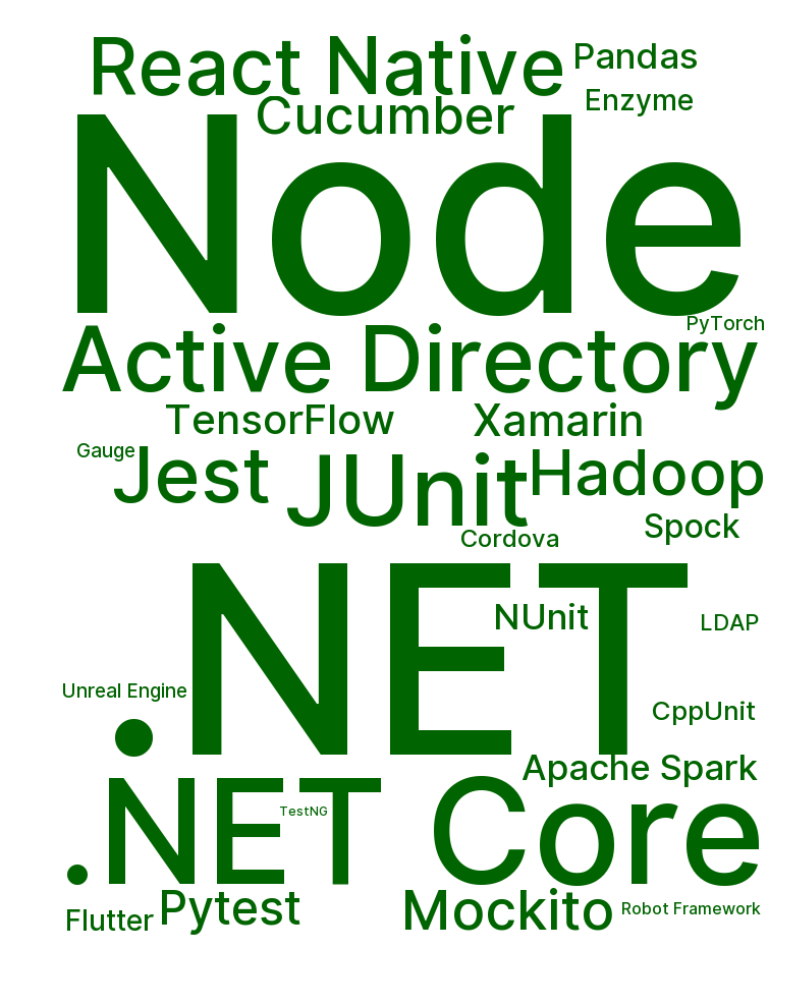 React Native
Pandas
Enzyme
Cucumber
Node
PyTorch
Active Directory
TensorFlow
Xamarin
Gauge
Jest
JUnit
Hadoop
Spock
Cordova
.NET
NUnit
LDAP
Unreal Engine
CppUnit
Apache Spark
.NET Core
TestNG
Flutter
Pytest
Mockito
Robot Framework